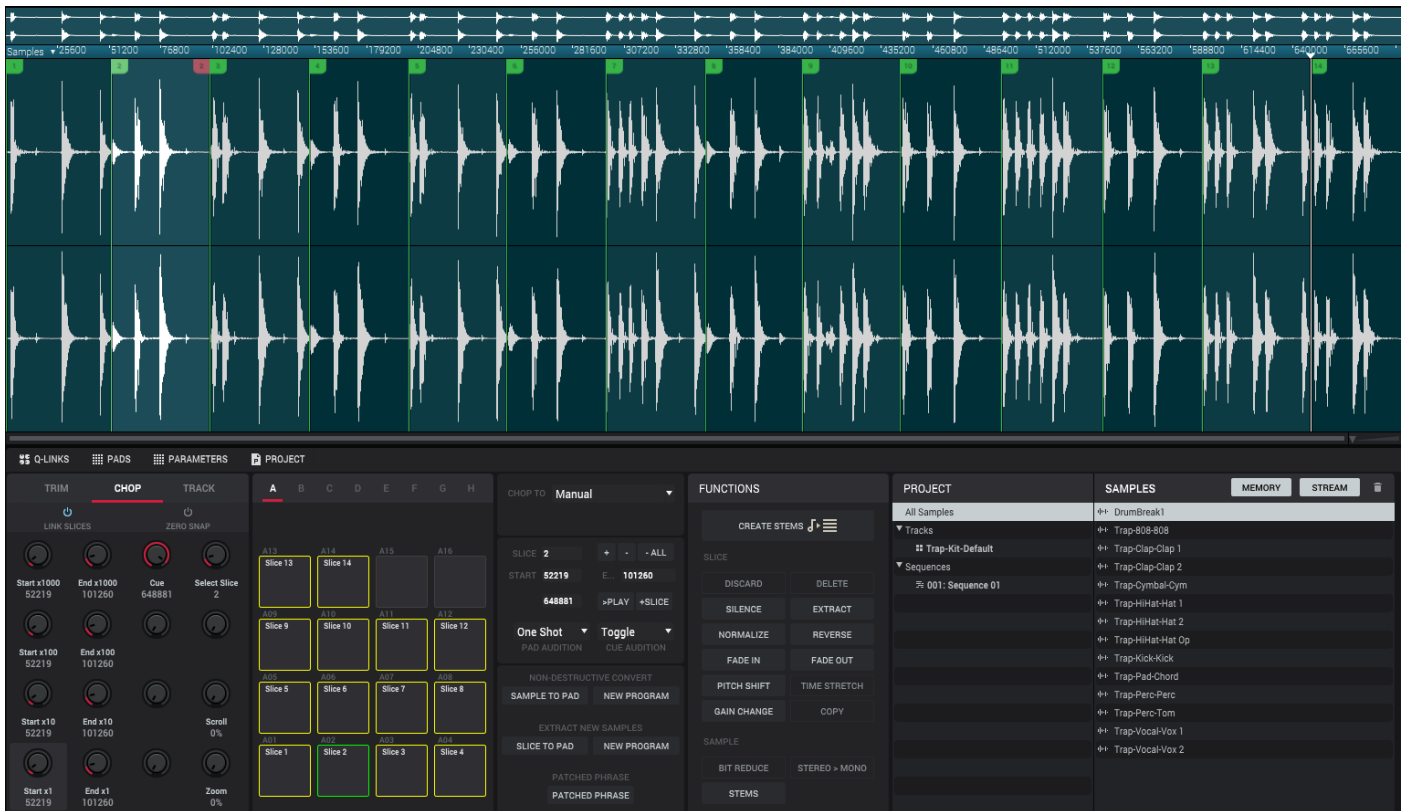 Samples ▾ 25600 51200 76800 102400 128000 153600 179200 204800 230400 256000 281600 307200 332800 358400 384000 409600 435200 460800 486400 512000 537600 563200 588800 614400 640000 665600
1 2 2 3 4 5 6 7 8 9 10 11 12 13 14
Q-LINKS PADS PARAMETERS PROJECT
TRIM CHOP TRACK
LINK SLICES ZERO SNAP
Start x1000 End x1000 Cue Select Slice
52219 101260 648881 2
Start x100 End x100
52219 101260
Start x10 End x10 Scroll
52219 101260 0%
Start x1 End x1 Zoom
52219 101260 0%
A B C D E F G H
A13 A14 A15 A16
Slice 13 Slice 14
A09 A10 A11 A12
Slice 9 Slice 10 Slice 11 Slice 12
A05 A06 A07 A08
Slice 5 Slice 6 Slice 7 Slice 8
A01 A02 A03 A04
Slice 1 Slice 2 Slice 3 Slice 4
CHOP TO Manual
SLICE 2 + - - ALL
START 52219 E... 101260
648881 >PLAY +SLICE
One Shot Toggle
PAD AUDITION CUE AUDITION
NON-DESTRUCTIVE CONVERT
SAMPLE TO PAD NEW PROGRAM
EXTRACT NEW SAMPLES
SLICE TO PAD NEW PROGRAM
PATCHED PHRASE
PATCHED PHRASE
FUNCTIONS
CREATE STEMS
SLICE
DISCARD DELETE
SILENCE EXTRACT
NORMALIZE REVERSE
FADE IN FADE OUT
PITCH SHIFT TIME STRETCH
GAIN CHANGE COPY
SAMPLE
BIT REDUCE STEREO > MONO
STEMS
PROJECT
All Samples
Tracks
Trap-Kit-Default
Sequences
001: Sequence 01
SAMPLES MEMORY STREAM
DrumBreak1
Trap-808-808
Trap-Clap-Clap 1
Trap-Clap-Clap 2
Trap-Cymbal-Cym
Trap-HiHat-Hat 1
Trap-HiHat-Hat 2
Trap-HiHat-Hat Op
Trap-Kick-Kick
Trap-Pad-Chord
Trap-Perc-Perc
Trap-Perc-Tom
Trap-Vocal-Vox 1
Trap-Vocal-Vox 2